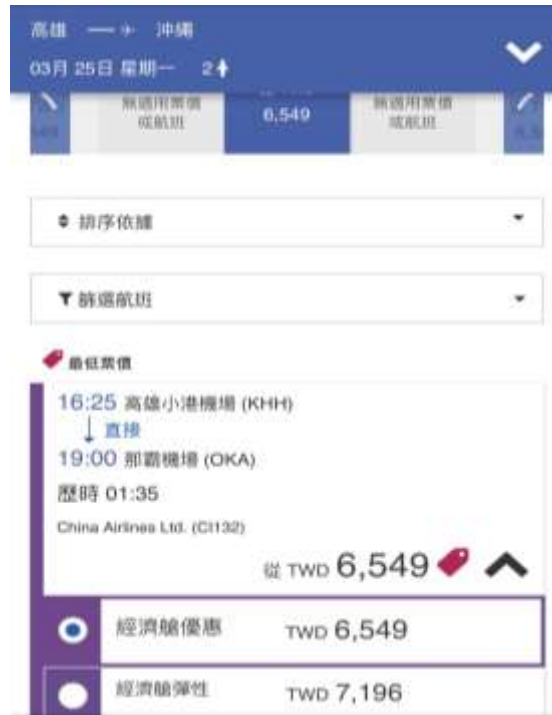 高雄 沖繩
03月 25日 星期一 2
無適用票價
或航班
6,549
無適用票價
或航班
排序依據
篩選航班
最低票價
16:25 高雄小港機場 (KHH)
直接
19:00 那霸機場 (OKA)
歷時 01:35
China Airlines Ltd. (CI132)
從 TWD 6,549
經濟艙優惠 TWD 6,549
經濟艙彈性 TWD 7,196